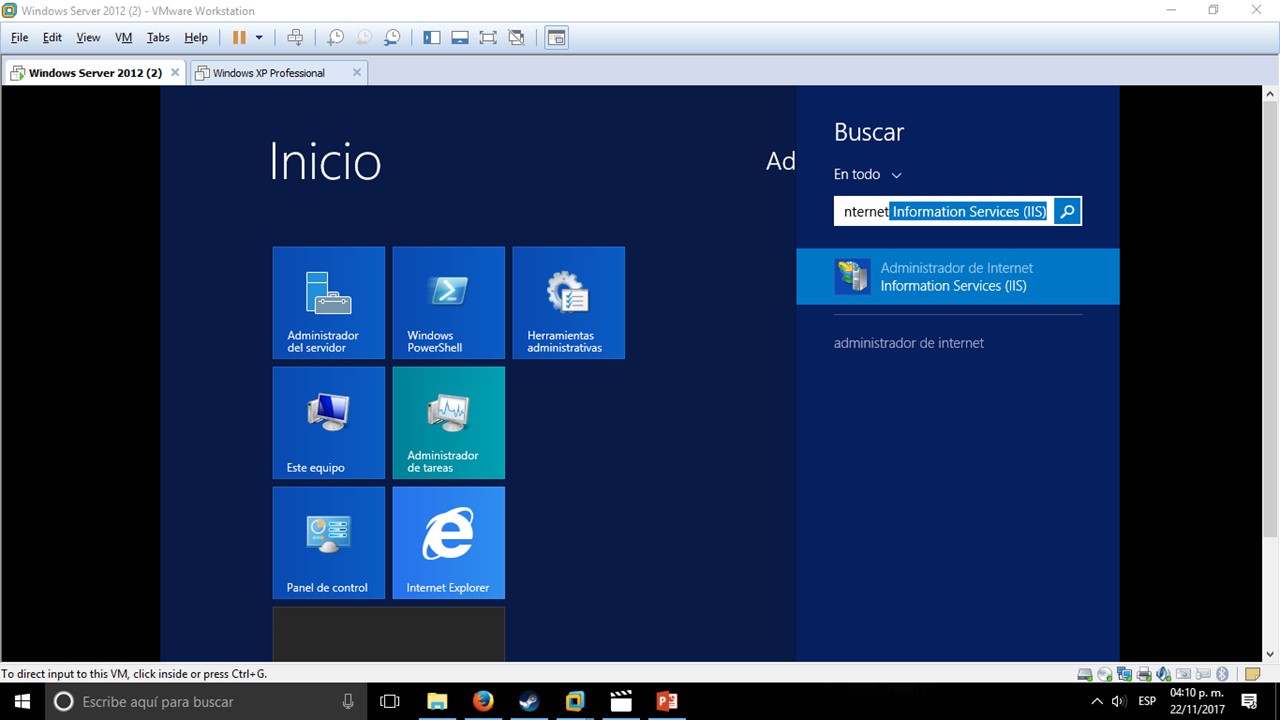 Windows Server 2012 (2) - VMware Workstation
File Edit View VM Tabs Help
Windows Server 2012 (2)
Windows XP Professional
Inicio
Ad
Buscar
En todo
nternet Information Services (IIS)
Administrador de Internet
Information Services (IIS)
administrador de internet
Administrador
del servidor
Windows
PowerShell
Herramientas
administrativas
Este equipo
Administrador
de tareas
Panel de control
Internet Explorer
To direct input to this VM, click inside or press Ctrl+G.
Escribe aquí para buscar
ESP
04:10 p. m.
22/11/2017